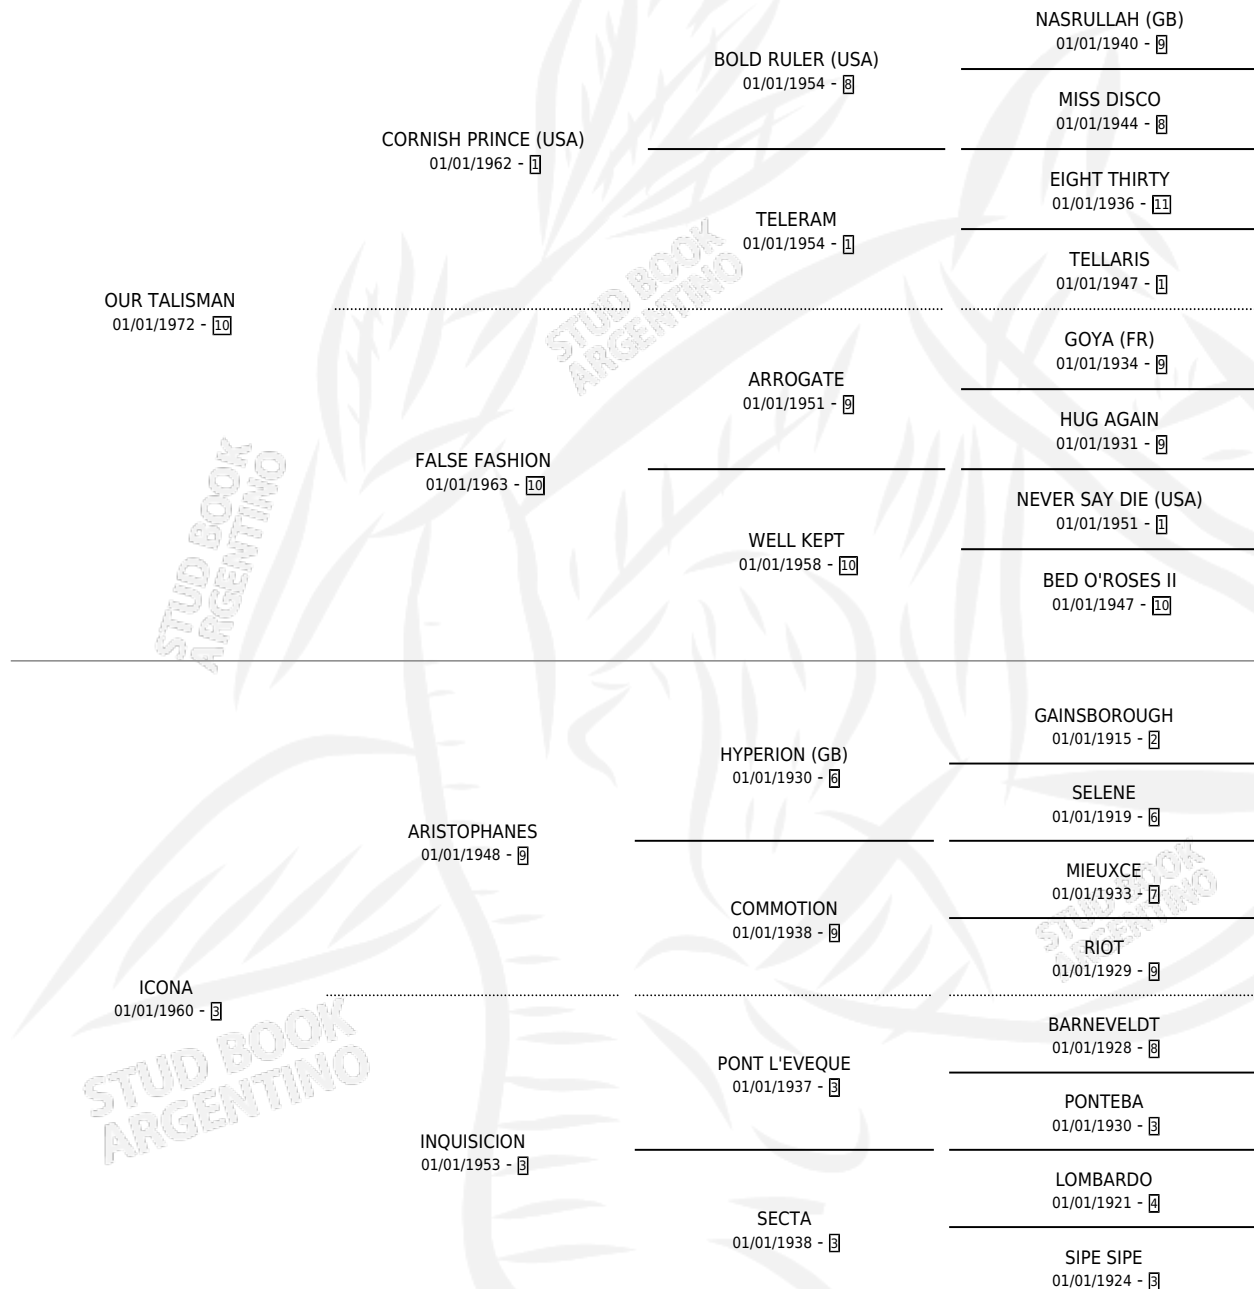 NASRULLAH (GB)
01/01/1940 - 9
BOLD RULER (USA)
01/01/1954 - 8
MISS DISCO
01/01/1944 - 8
CORNISH PRINCE (USA)
01/01/1962 - 1
EIGHT THIRTY
01/01/1936 - 11
TELERAM
01/01/1954 - 1
TELLARIS
01/01/1947 - 1
OUR TALISMAN
01/01/1972 - 10
GOYA (FR)
01/01/1934 - 9
ARROGATE
01/01/1951 - 9
HUG AGAIN
01/01/1931 - 9
FALSE FASHION
01/01/1963 - 10
NEVER SAY DIE (USA)
01/01/1951 - 1
WELL KEPT
01/01/1958 - 10
BED O'ROSES II
01/01/1947 - 10
GAINSBOROUGH
01/01/1915 - 2
HYPERION (GB)
01/01/1930 - 6
SELENE
01/01/1919 - 6
ARISTOPHANES
01/01/1948 - 9
MIEUXCE
01/01/1933 - 7
COMMOTION
01/01/1938 - 9
RIOT
01/01/1929 - 9
ICONA
01/01/1960 - 3
BARNEVELDT
01/01/1928 - 8
PONT L'EVEQUE
01/01/1937 - 3
PONTEBA
01/01/1930 - 3
INQUISICION
01/01/1953 - 3
LOMBARDO
01/01/1921 - 4
SECTA
01/01/1938 - 3
SIPE SIPE
01/01/1924 - 3
STUD BOOK
ARGENTINO
STUD BOOK
ARGENTINO
STUD BOOK
ARGENTINO
STUD BOOK
ARGENTINO